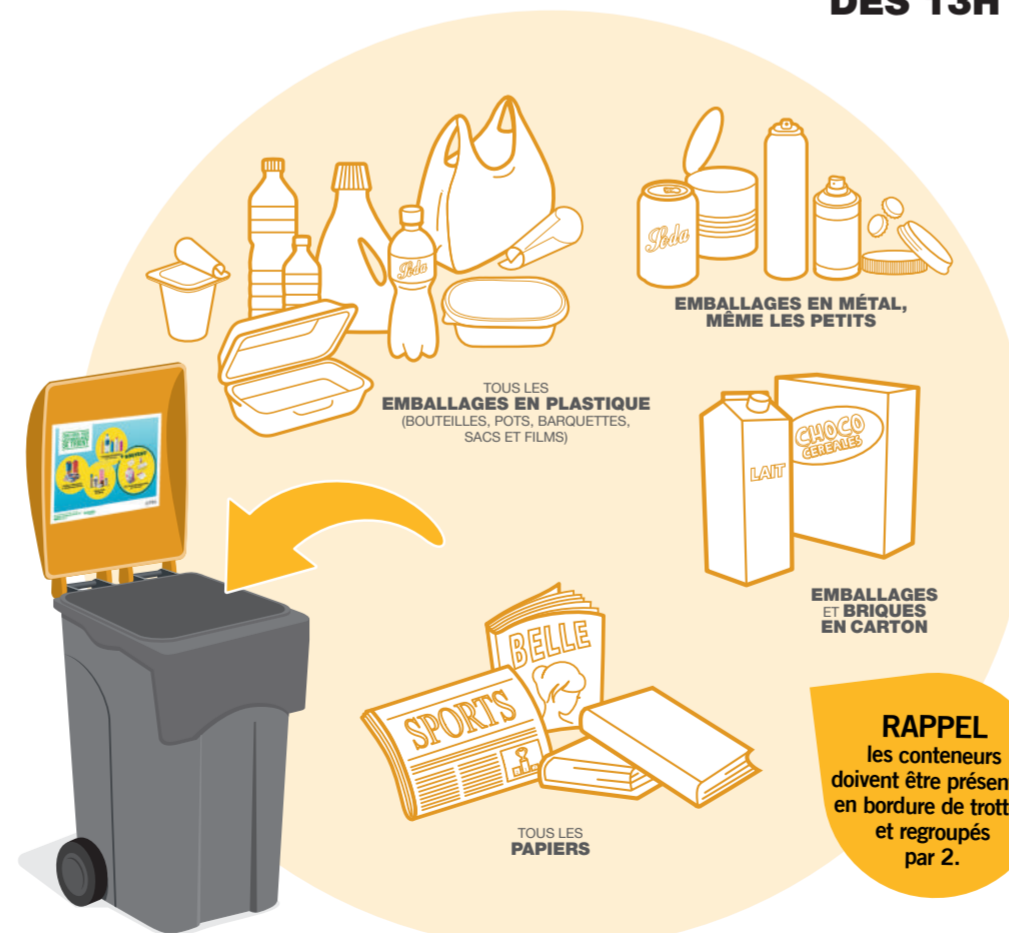 DÈS 13H
Soda
Soda
EMBALLAGES EN MÉTAL,
MÊME LES PETITS
TOUS LES
EMBALLAGES EN PLASTIQUE
(BOUTEILLES, POTS, BARQUETTES,
SACS ET FILMS)
CHOCO
CEREALES
LAIT
EMBALLAGES
ET BRIQUES
EN CARTON
BELLE
SPORTS
TOUS LES
PAPIERS
RAPPEL
les conteneurs
doivent être présen
en bordure de trott
et regroupés
par 2.